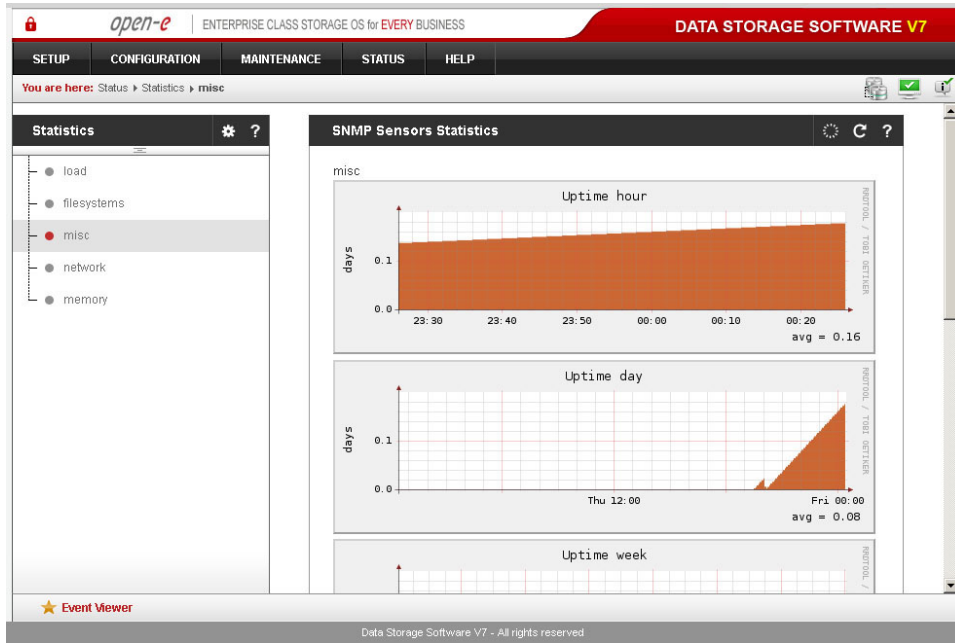 open-e ENTERPRISE CLASS STORAGE OS for EVERY BUSINESS DATA STORAGE SOFTWARE V7
SETUP CONFIGURATION MAINTENANCE STATUS HELP
You are here: Status Statistics misc
Statistics ?
load
filesystems
misc
network
memory
SNMP Sensors Statistics ?
misc
Uptime hour
days
0.1
0.0
23:30 23:40 23:50 00:00 00:10 00:20
avg = 0.16
RRDTOOL / TOBI OETIKER
Uptime day
days
0.1
0.0
Thu 12:00 Fri 00:00
avg = 0.08
RRDTOOL / TOBI OETIKER
Uptime week
RRDTOOL /
Event Viewer
Data Storage Software V7 - All rights reserved